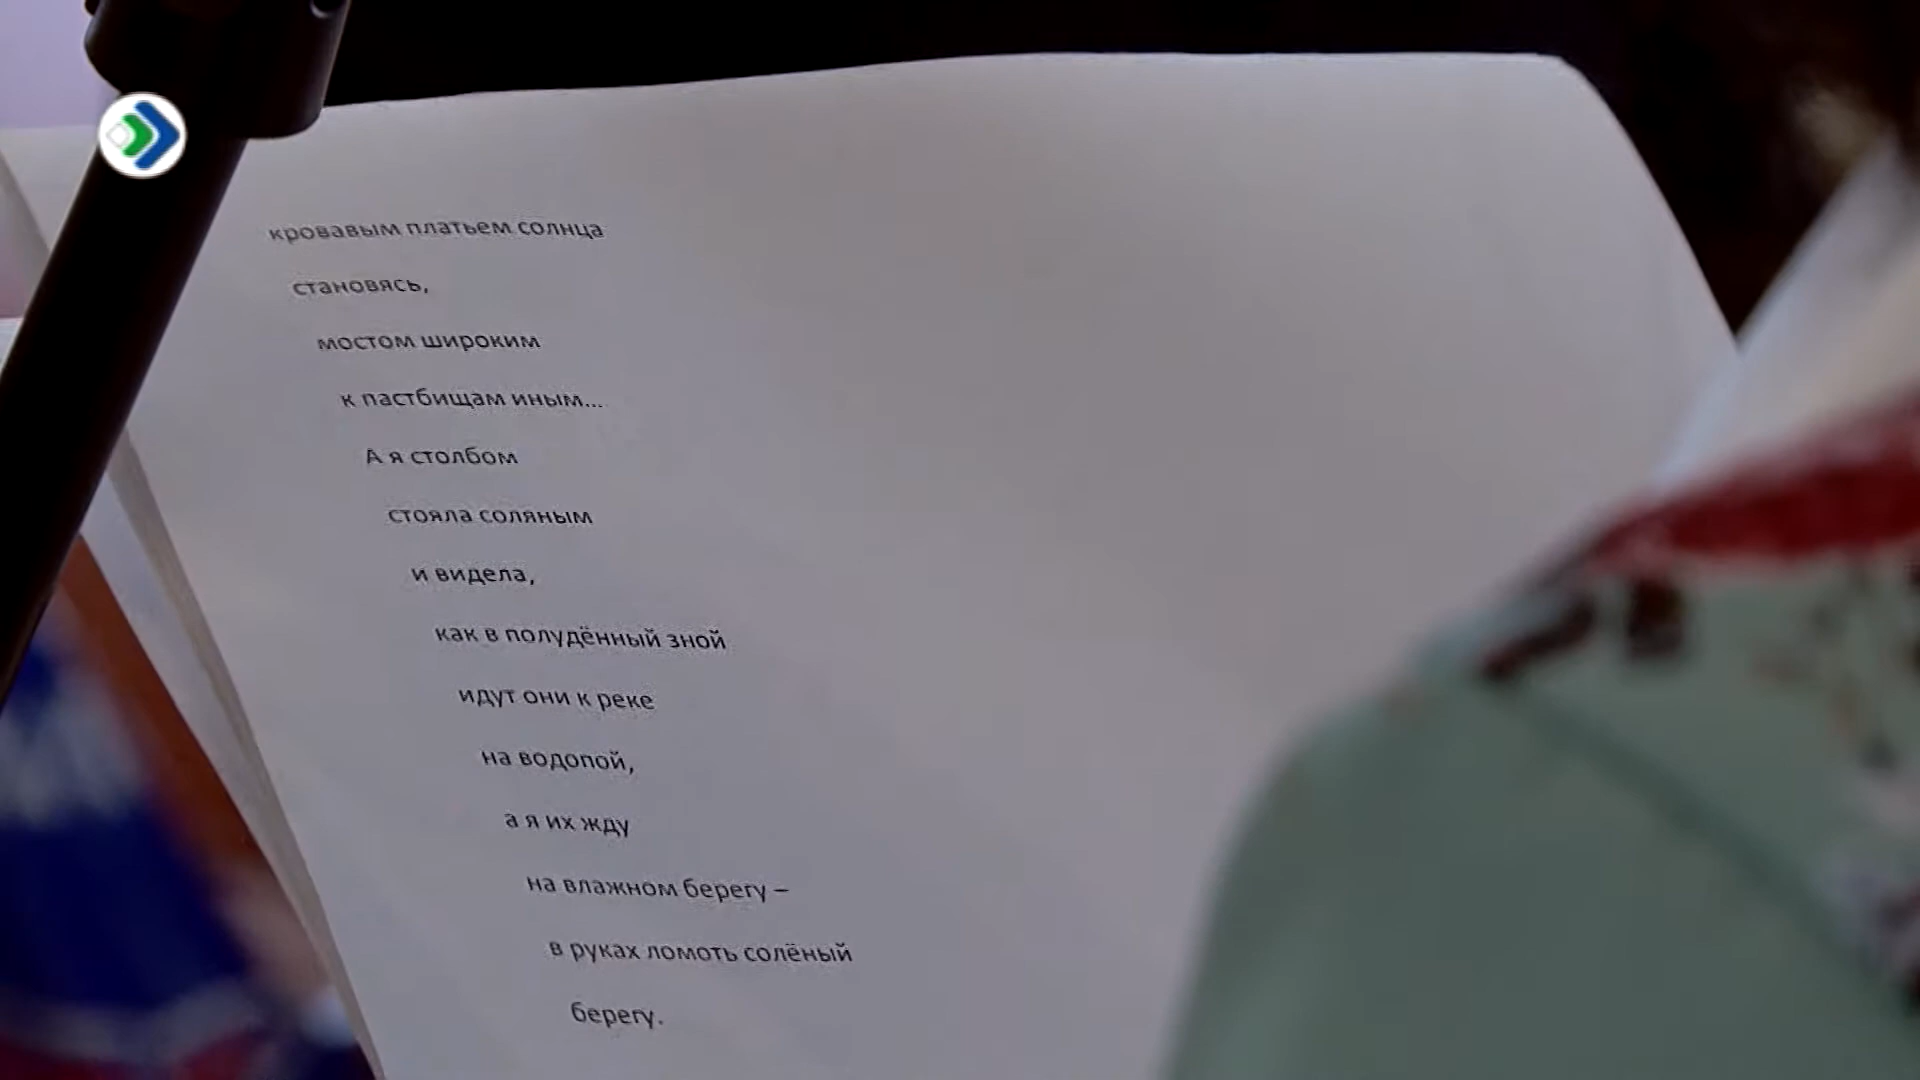 кровавым платьем солнца
становясь,
мостом широким
к пастбищам иным...
А я столбом
стояла соляным
и видела,
как в полудённый зной
идут они к реке
на водопой,
а я их жду
на влажном берегу –
в руках ломоть солёный
берегу.